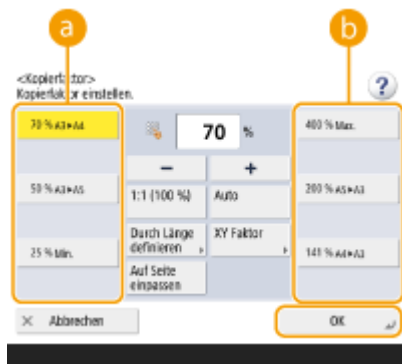 a
b
<Kopierfaktor>
Kopierfaktor einstellen.
?
70 % A3►A4
70 %
400 % Max.
- +
50 % A3►A5
1:1 (100 %)
Auto
200 % A5►A3
Durch Länge
definieren
XY Faktor
25 % Min.
141 % A4►A3
Auf Seite
einpassen
× Abbrechen
OK